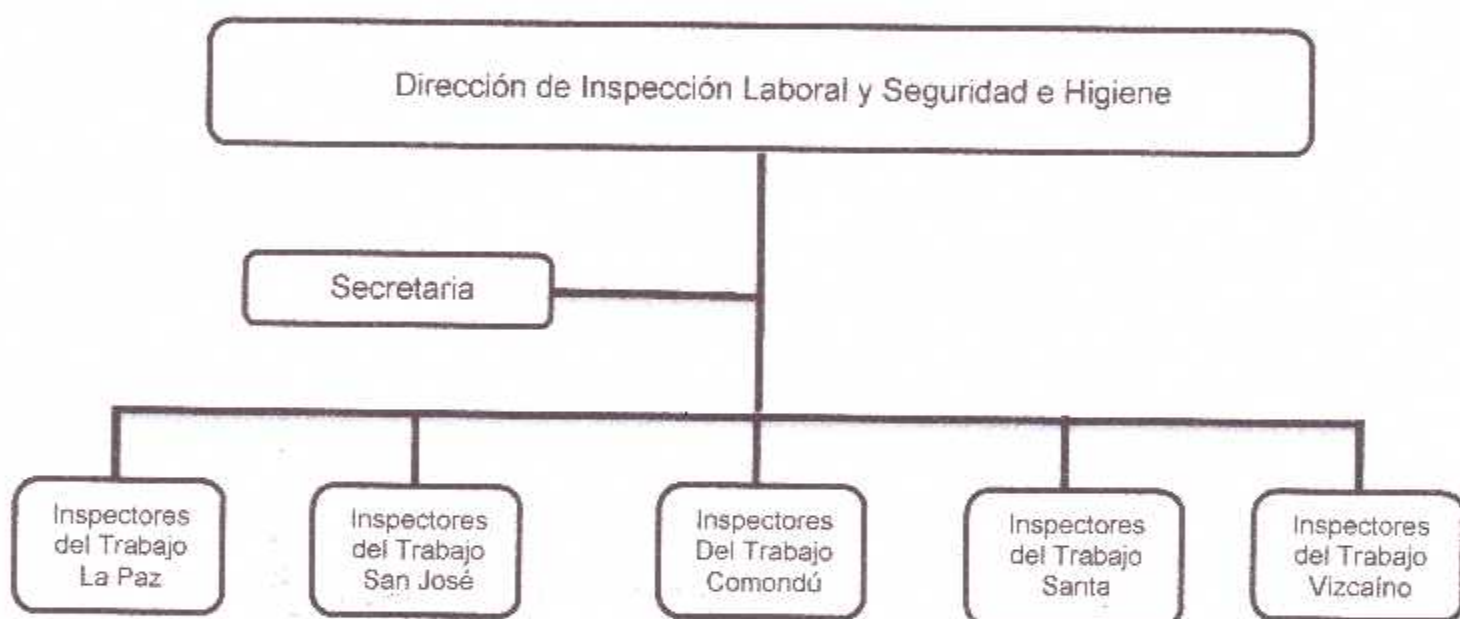 Dirección de Inspección Laboral y Seguridad e Higiene
Secretaria
Inspectores
del Trabajo
La Paz
Inspectores
del Trabajo
San José
Inspectores
Del Trabajo
Comondú
Inspectores
del Trabajo
Santa
Inspectores
del Trabajo
Vizcaíno